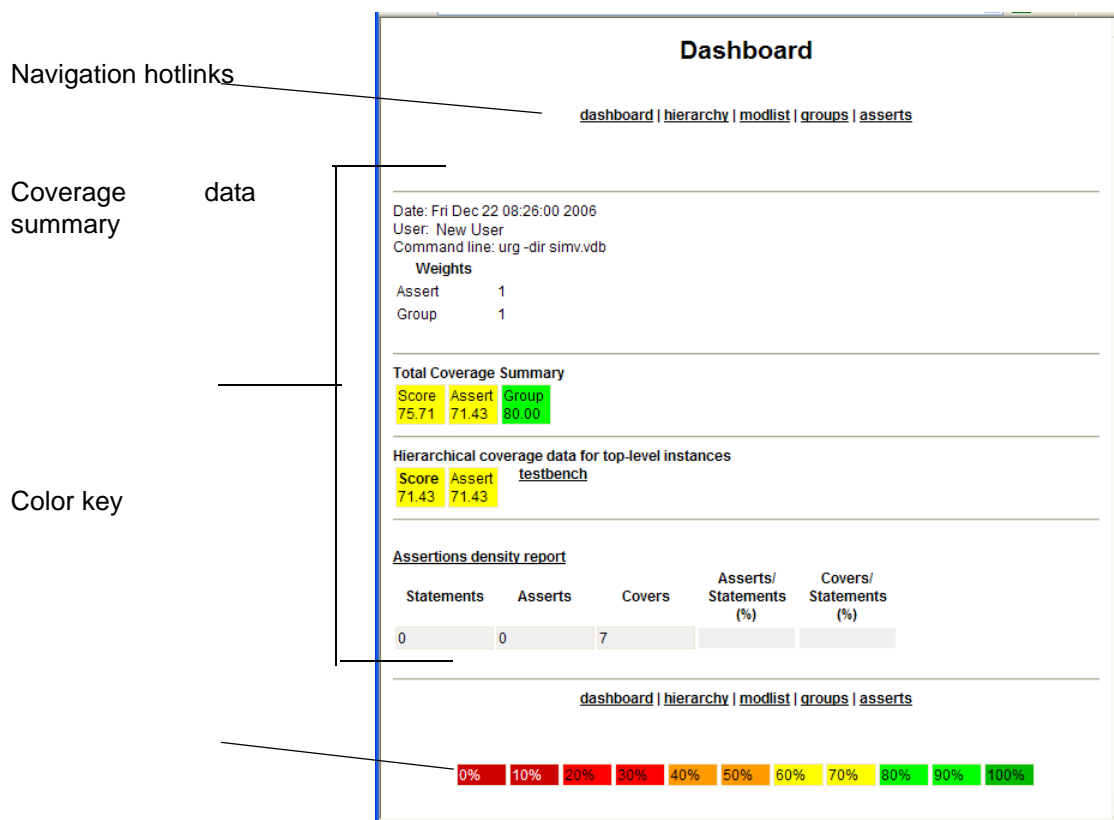 Dashboard
Navigation hotlinks
dashboard | hierarchy | modlist | groups | asserts
Coverage data
summary
Date: Fri Dec 22 08:26:00 2006
User: New User
Command line: urg -dir simv.vdb
Weights
Assert 1
Group 1
Total Coverage Summary
Score Assert Group
75.71 71.43 80.00
Hierarchical coverage data for top-level instances
Score Assert testbench
71.43 71.43
Color key
Assertions density report
Statements Asserts Covers Asserts/ Statements (%) Covers/ Statements (%)
0 0 7
dashboard | hierarchy | modlist | groups | asserts
0% 10% 20% 30% 40% 50% 60% 70% 80% 90% 100%